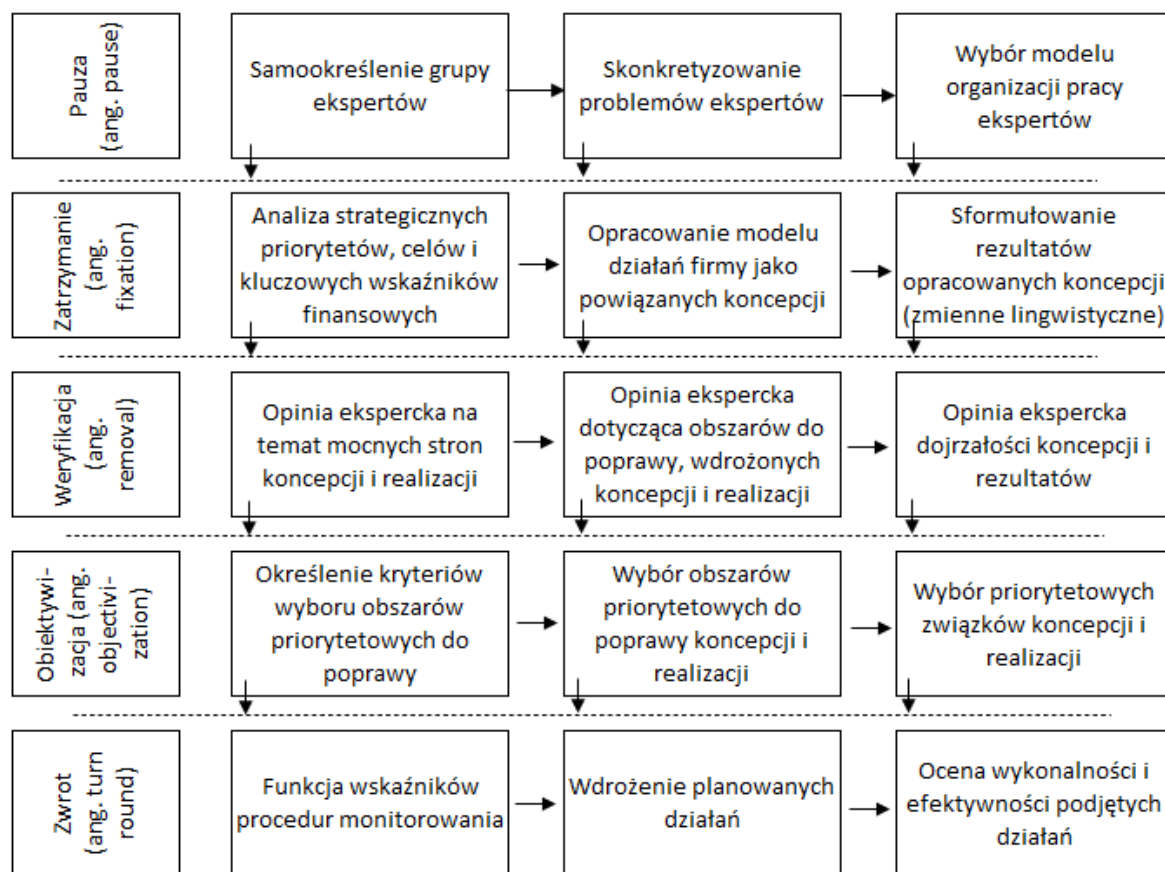 Pauza
(ang. pause)
Samookreślenie grupy
ekspertów
Skonkretyzowanie
problemów ekspertów
Wybór modelu
organizacji pracy
ekspertów
Zatrzymanie
(ang.
fixation)
Analiza strategicznych
priorytetów, celów i
kluczowych wskaźników
finansowych
Opracowanie modelu
działań firmy jako
powiązanych koncepcji
Sformułowanie
rezultatów
opracowanych koncepcji
(zmienne lingwistyczne)
Weryfikacja
(ang.
removal)
Opinia ekspercka na
temat mocnych stron
koncepcji i realizacji
Opinia ekspercka
dotycząca obszarów do
poprawy, wdrożonych
koncepcji i realizacji
Opinia ekspercka
dojrzałości koncepcji i
rezultatów
Obiektywi-
zacja (ang.
objectivi-
zation)
Określenie kryteriów
wyboru obszarów
priorytetowych do
poprawy
Wybór obszarów
priorytetowych do
poprawy koncepcji i
realizacji
Wybór priorytetowych
związków koncepcji i
realizacji
Zwrot
(ang. turn
round)
Funkcja wskaźników
procedur monitorowania
Wdrożenie planowanych
działań
Ocena wykonalności i
efektywności podjętych
działań